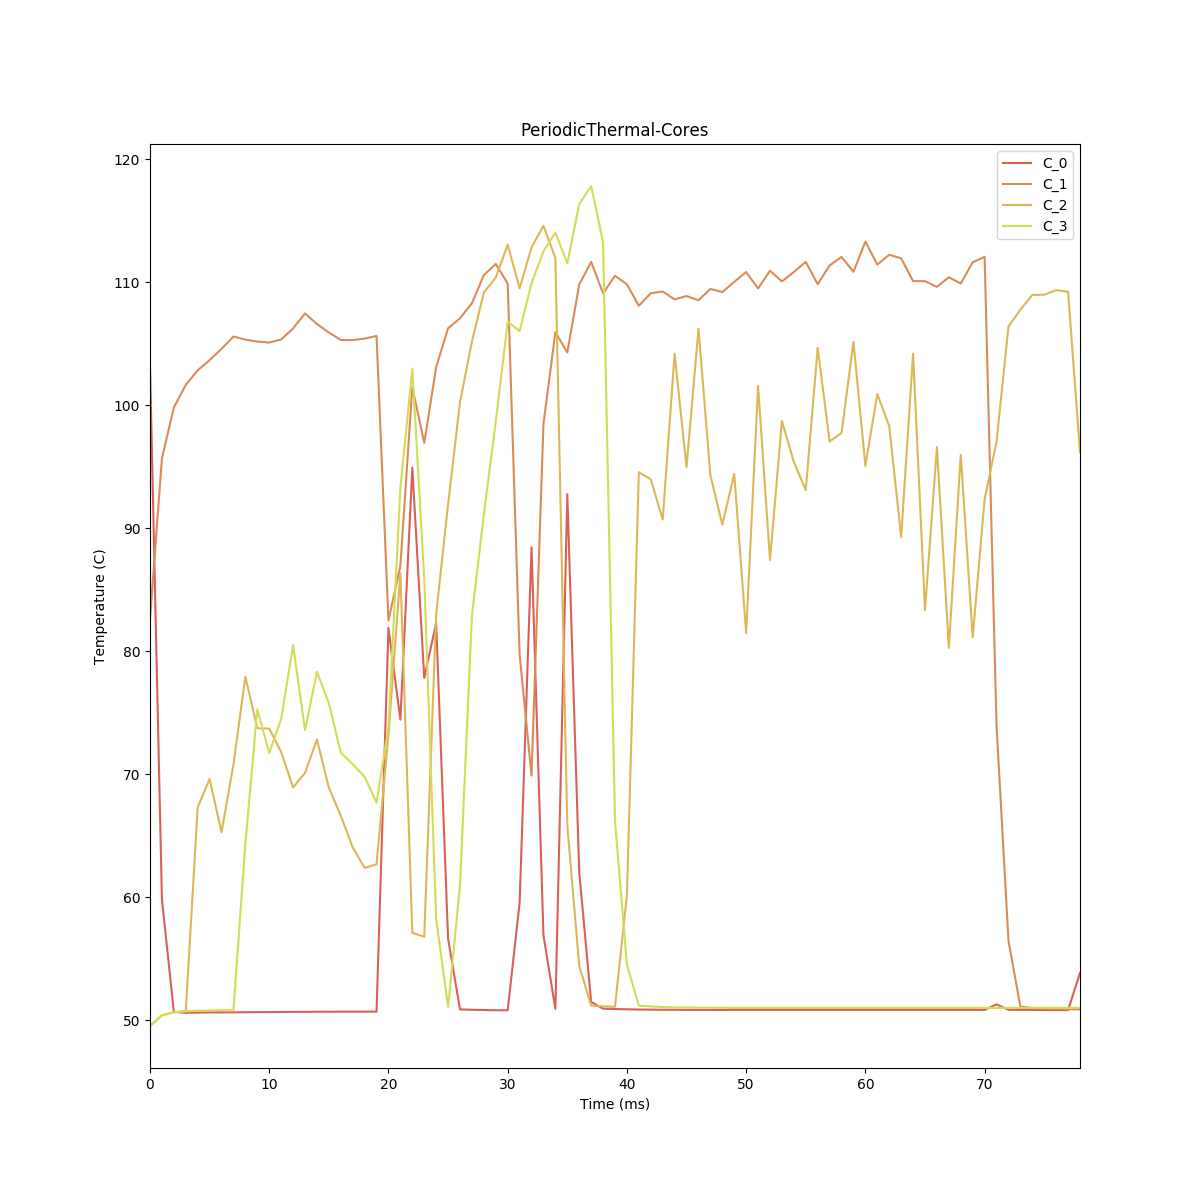 PeriodicThermal-Cores
C_0
C_1
C_2
C_3
120
110
100
90
80
70
60
50
Temperature (C)
0 10 20 30 40 50 60 70
Time (ms)